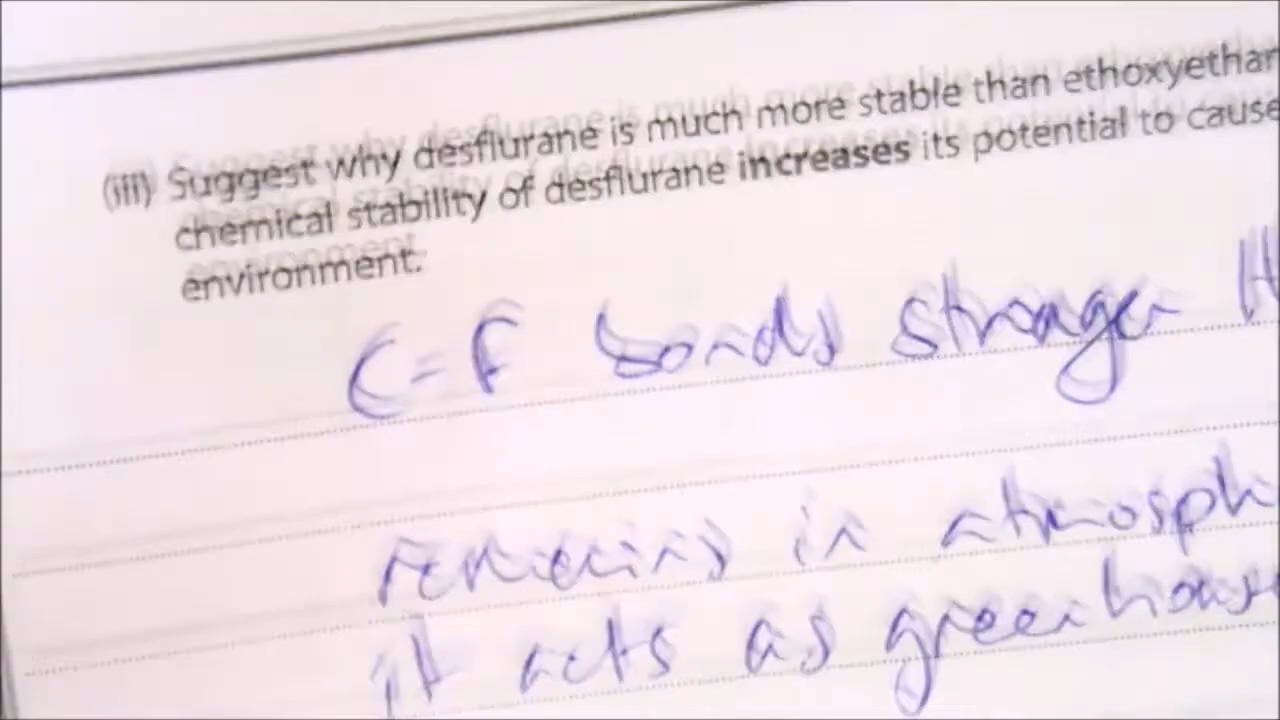 (iii) Suggest why desflurane is much more stable than ethoxyethan
chemical stability of desflurane increases its potential to cause
environment.
C-F bonds stronger
remains in atmosph
it acts as greenhouse